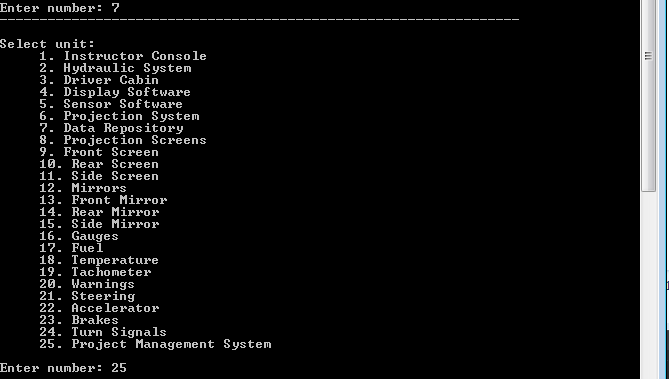 Enter number: 7
--------------------------------------------------------------------
Select unit:
1. Instructor Console
2. Hydraulic System
3. Driver Cabin
4. Display Software
5. Sensor Software
6. Projection System
7. Data Repository
8. Projection Screens
9. Front Screen
10. Rear Screen
11. Side Screen
12. Mirrors
13. Front Mirror
14. Rear Mirror
15. Side Mirror
16. Gauges
17. Fuel
18. Temperature
19. Tachometer
20. Warnings
21. Steering
22. Accelerator
23. Brakes
24. Turn Signals
25. Project Management System
Enter number: 25